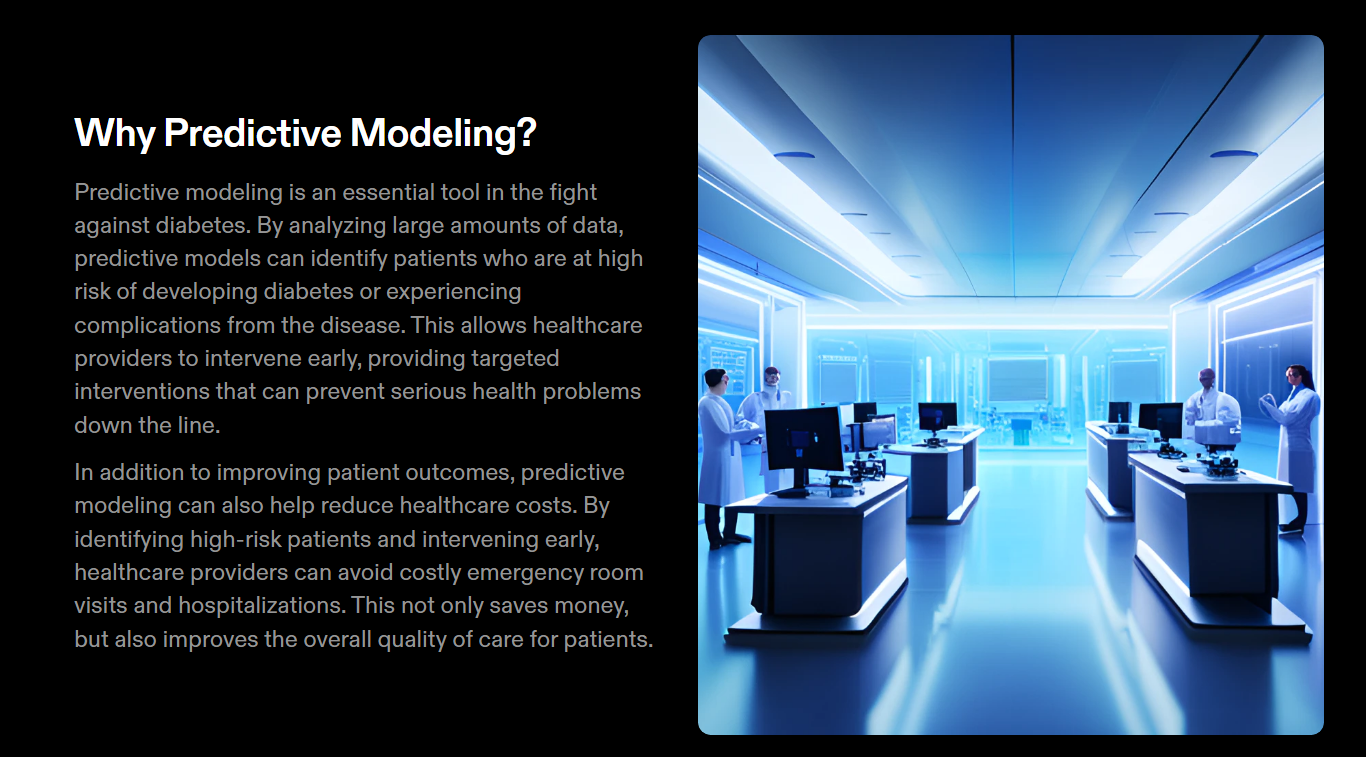 Why Predictive Modeling?
Predictive modeling is an essential tool in the fight
against diabetes. By analyzing large amounts of data,
predictive models can identify patients who are at high
risk of developing diabetes or experiencing
complications from the disease. This allows healthcare
providers to intervene early, providing targeted
interventions that can prevent serious health problems
down the line.
In addition to improving patient outcomes, predictive
modeling can also help reduce healthcare costs. By
identifying high-risk patients and intervening early,
healthcare providers can avoid costly emergency room
visits and hospitalizations. This not only saves money,
but also improves the overall quality of care for patients.